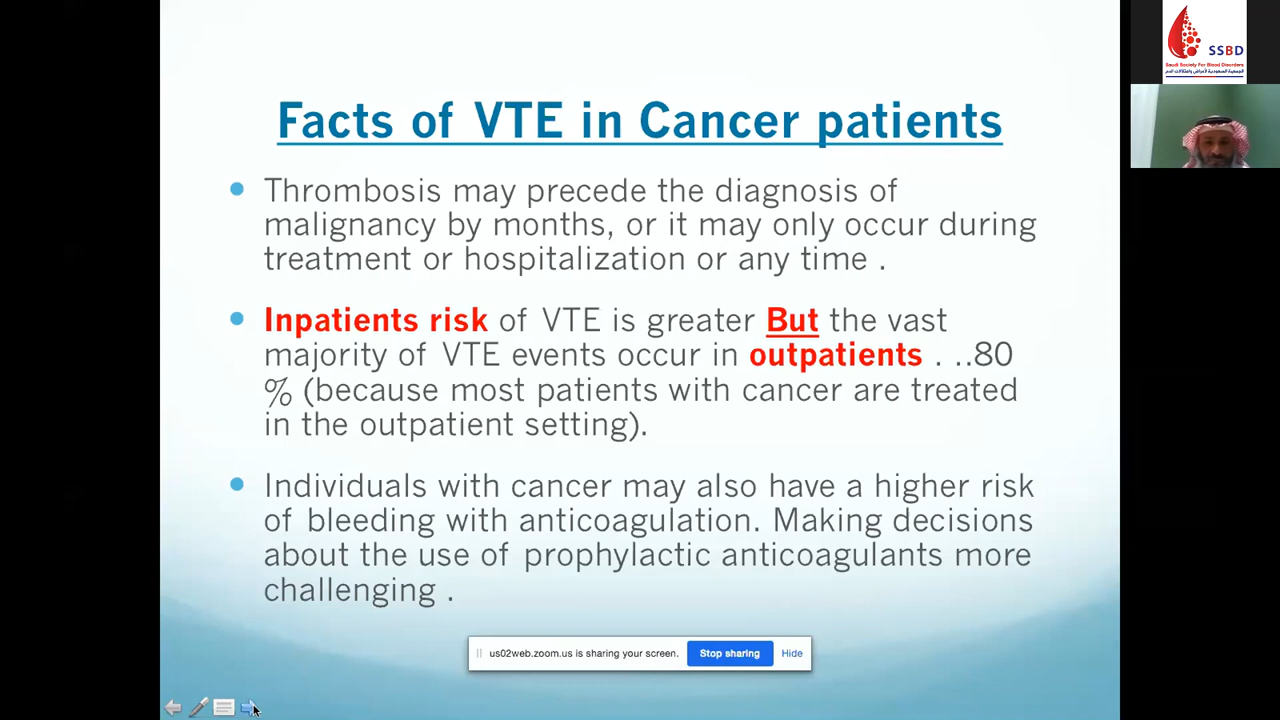 Facts of VTE in Cancer patients
Thrombosis may precede the diagnosis of
malignancy by months, or it may only occur during
treatment or hospitalization or any time .
Inpatients risk of VTE is greater But the vast
majority of VTE events occur in outpatients . ..80
% (because most patients with cancer are treated
in the outpatient setting).
Individuals with cancer may also have a higher risk
of bleeding with anticoagulation. Making decisions
about the use of prophylactic anticoagulants more
challenging .
us02web.zoom.us is sharing your screen.
Stop sharing
Hide
SSBD
Saudi Society For Blood Disorders